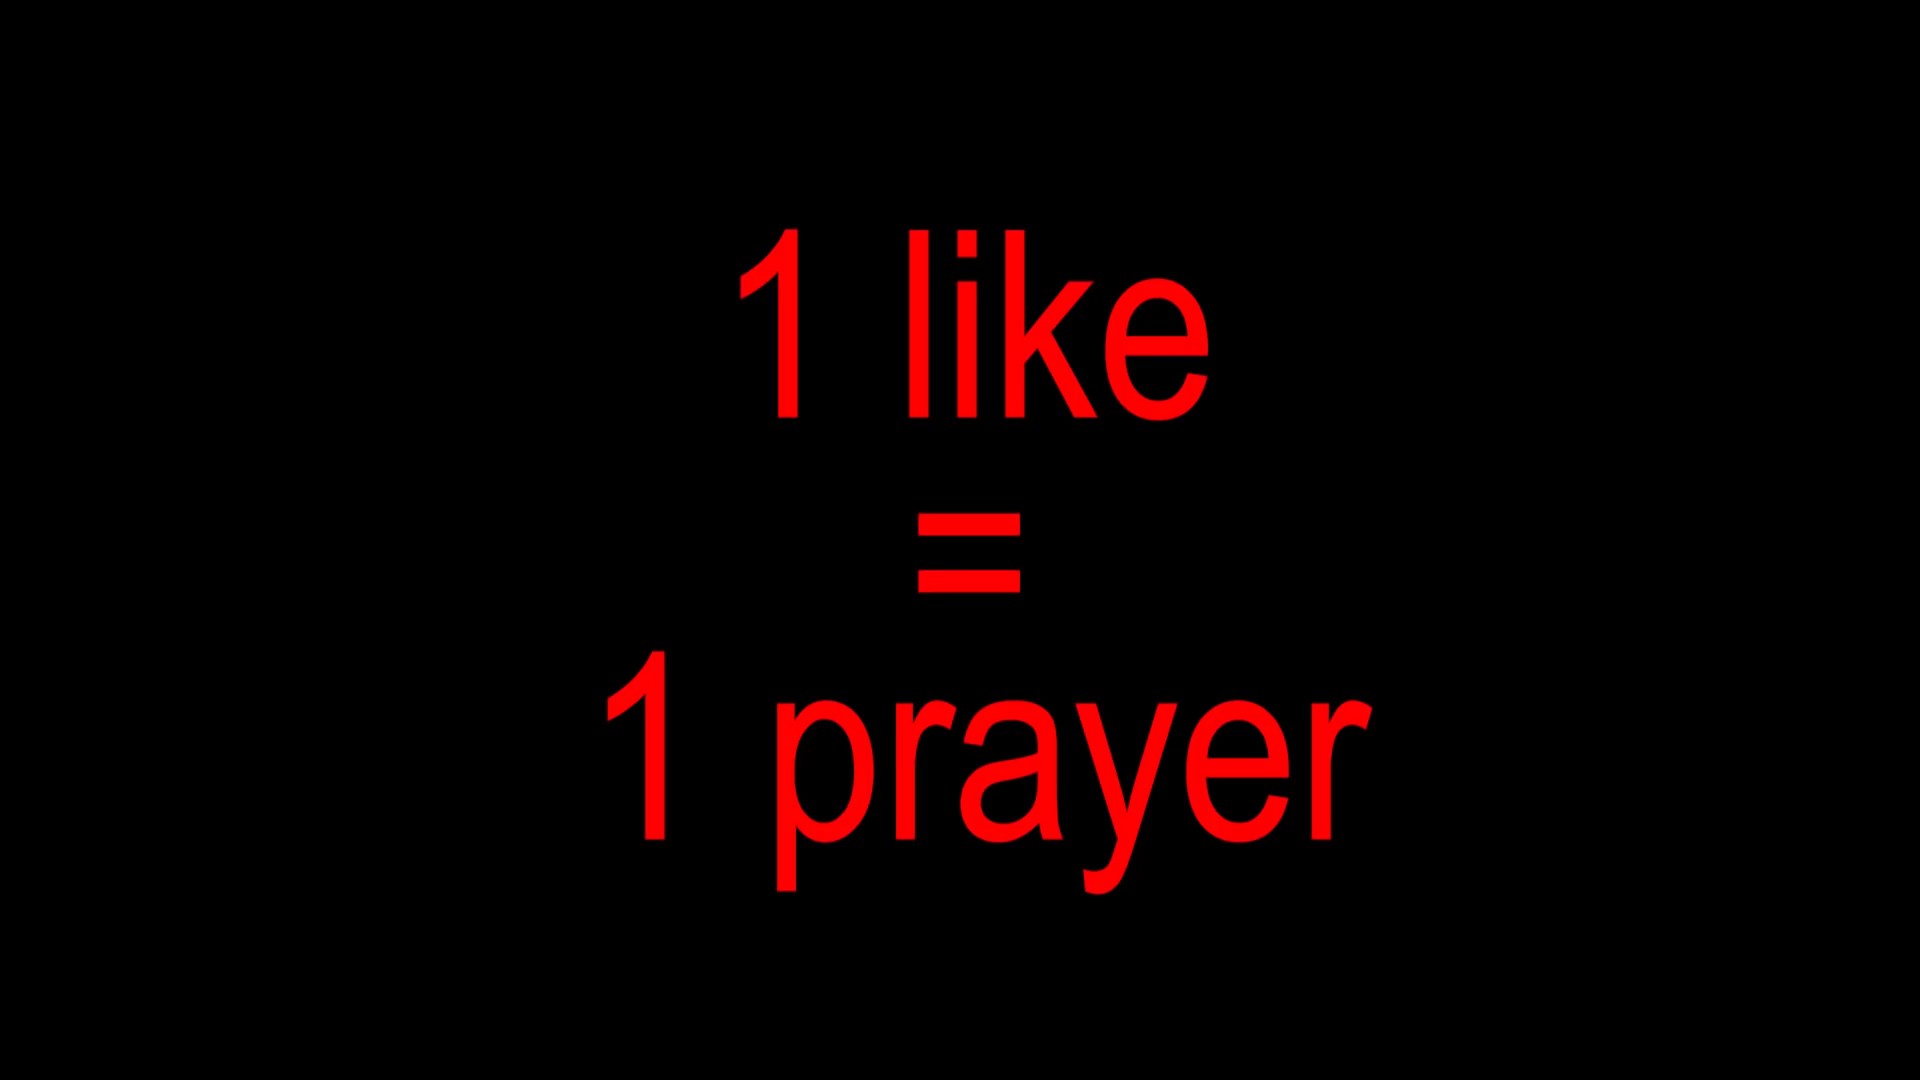 1 like
=
1 prayer